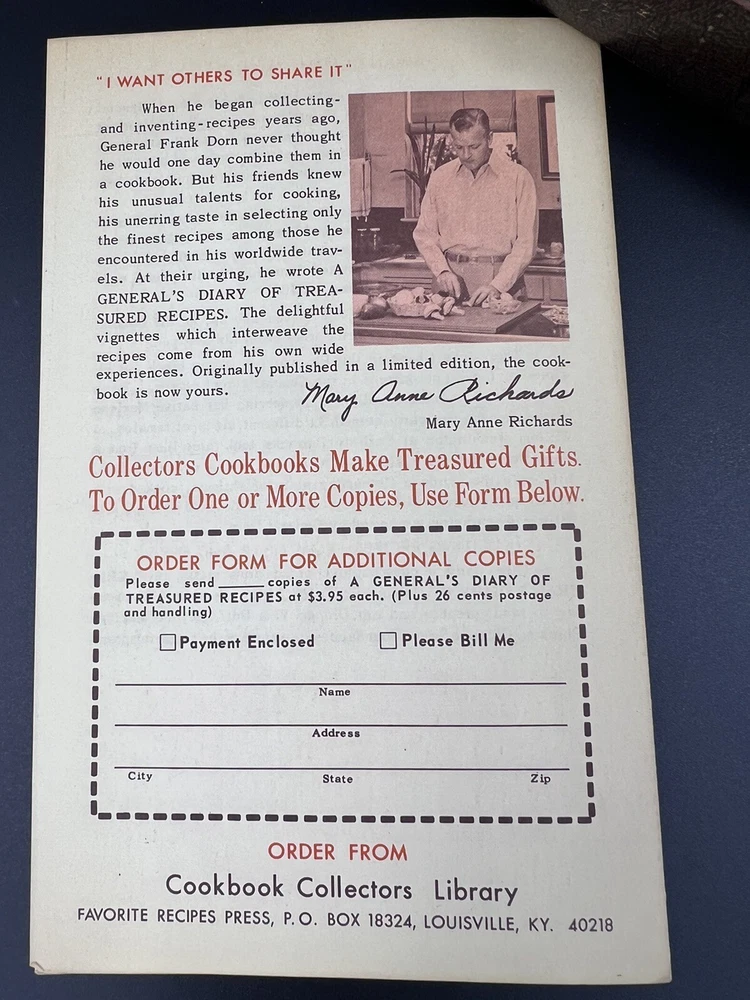 "I WANT OTHERS TO SHARE IT"
When he began collecting-
and inventing-recipes years ago,
General Frank Dorn never thought
he would one day combine them in
a cookbook. But his friends knew
his unusual talents for cooking,
his unerring taste in selecting only
the finest recipes among those he
encountered in his worldwide trav-
els. At their urging, he wrote A
GENERAL'S DIARY OF TREA-
SURED RECIPES. The delightful
vignettes which interweave the
recipes come from his own wide
experiences. Originally published in a limited edition, the cook-
book is now yours.
Mary Anne Richards
Mary Anne Richards
Collectors Cookbooks Make Treasured Gifts.
To Order One or More Copies, Use Form Below.
ORDER FORM FOR ADDITIONAL COPIES
Please send ______ copies of A GENERAL'S DIARY OF
TREASURED RECIPES at $3.95 each. (Plus 26 cents postage
and handling)
☐ Payment Enclosed ☐ Please Bill Me
Name
Address
City State Zip
ORDER FROM
Cookbook Collectors Library
FAVORITE RECIPES PRESS, P.O. BOX 18324, LOUISVILLE, KY. 40218